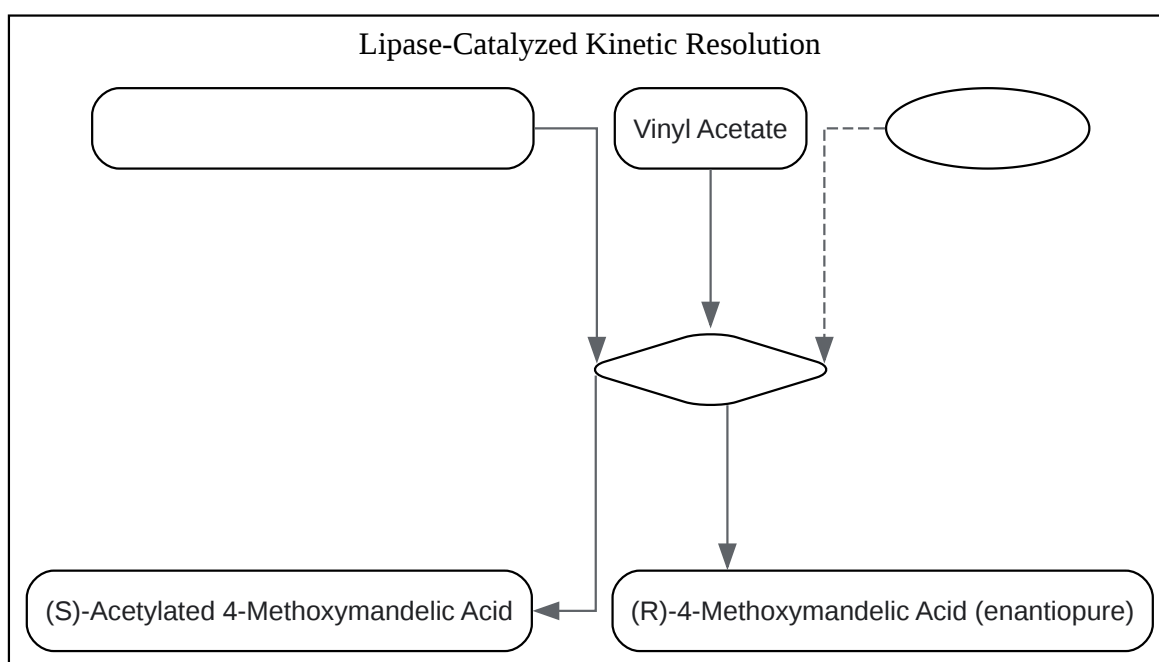 Lipase-Catalyzed Kinetic Resolution
Vinyl Acetate
(S)-Acetylated 4-Methoxymandelic Acid
(R)-4-Methoxymandelic Acid (enantiopure)